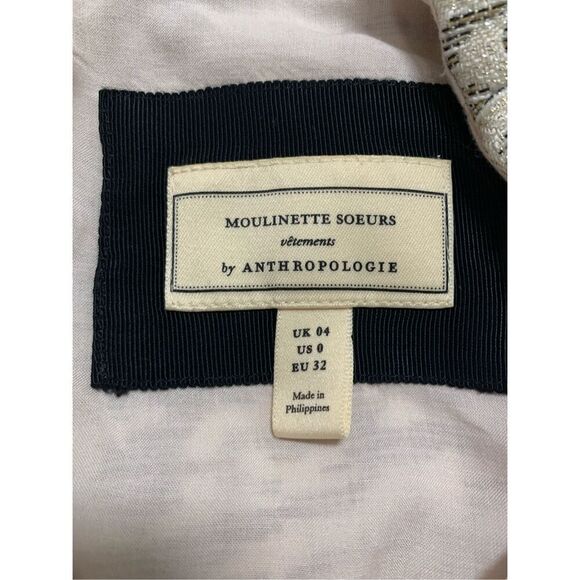 MOULINETTE SOEURS
vêtements
by ANTHROPOLOGIE
UK 04
US 0
EU 32
Made in
Philippines